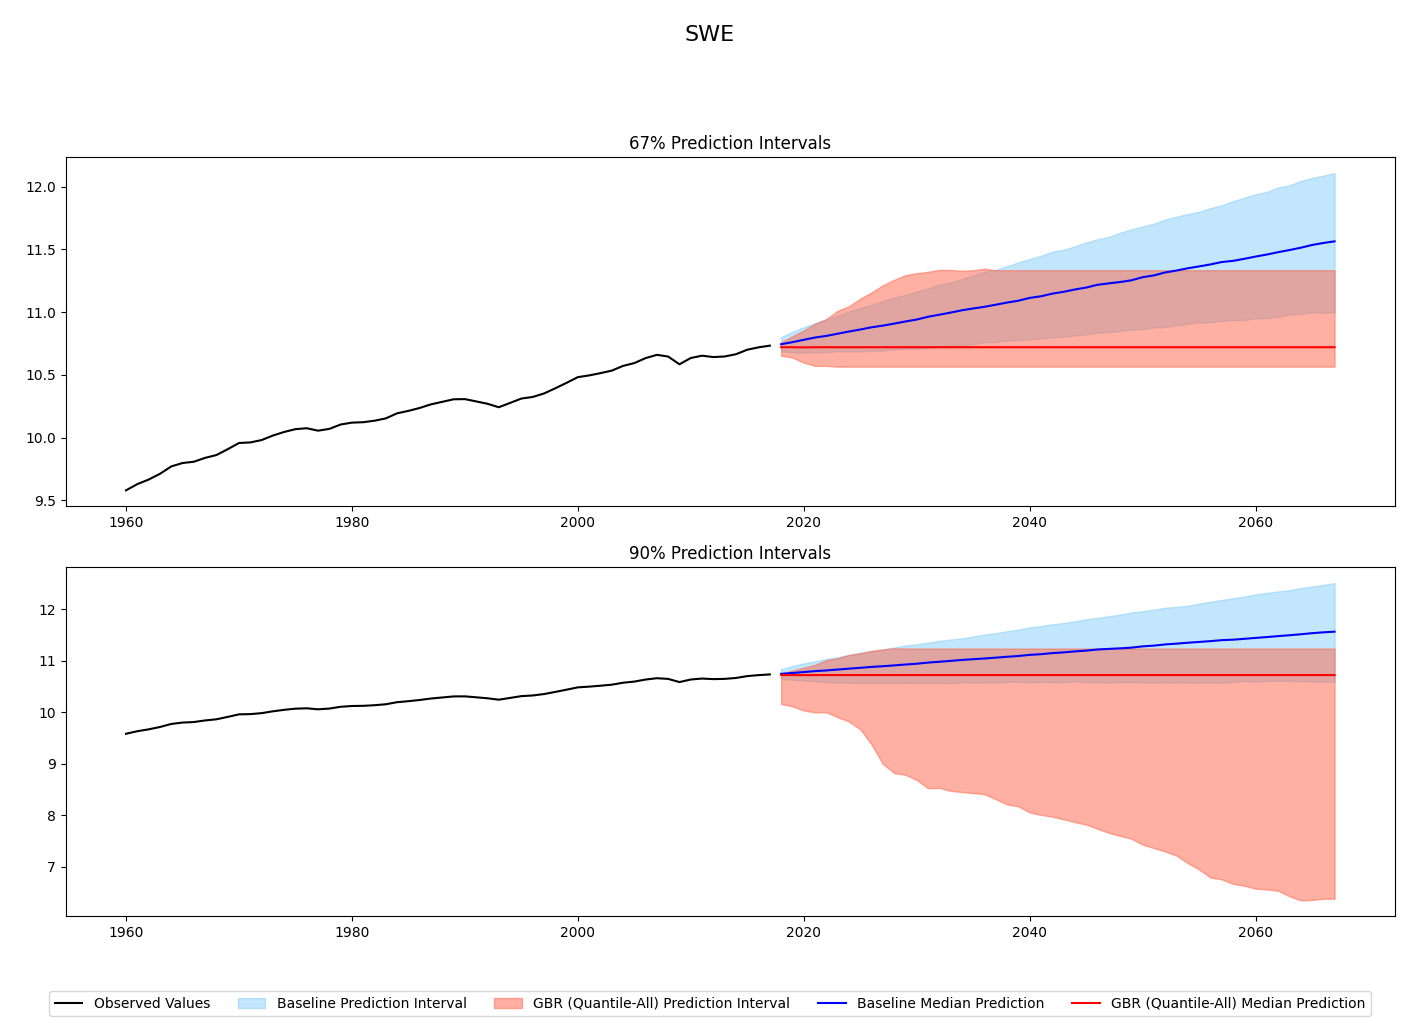 SWE
67% Prediction Intervals
12.0
11.5
11.0
10.5
10.0
9.5
1960 1980 2000 2020 2040 2060
90% Prediction Intervals
12
11
10
9
8
7
1960 1980 2000 2020 2040 2060
Observed Values Baseline Prediction Interval GBR (Quantile-All) Prediction Interval Baseline Median Prediction GBR (Quantile-All) Median Prediction